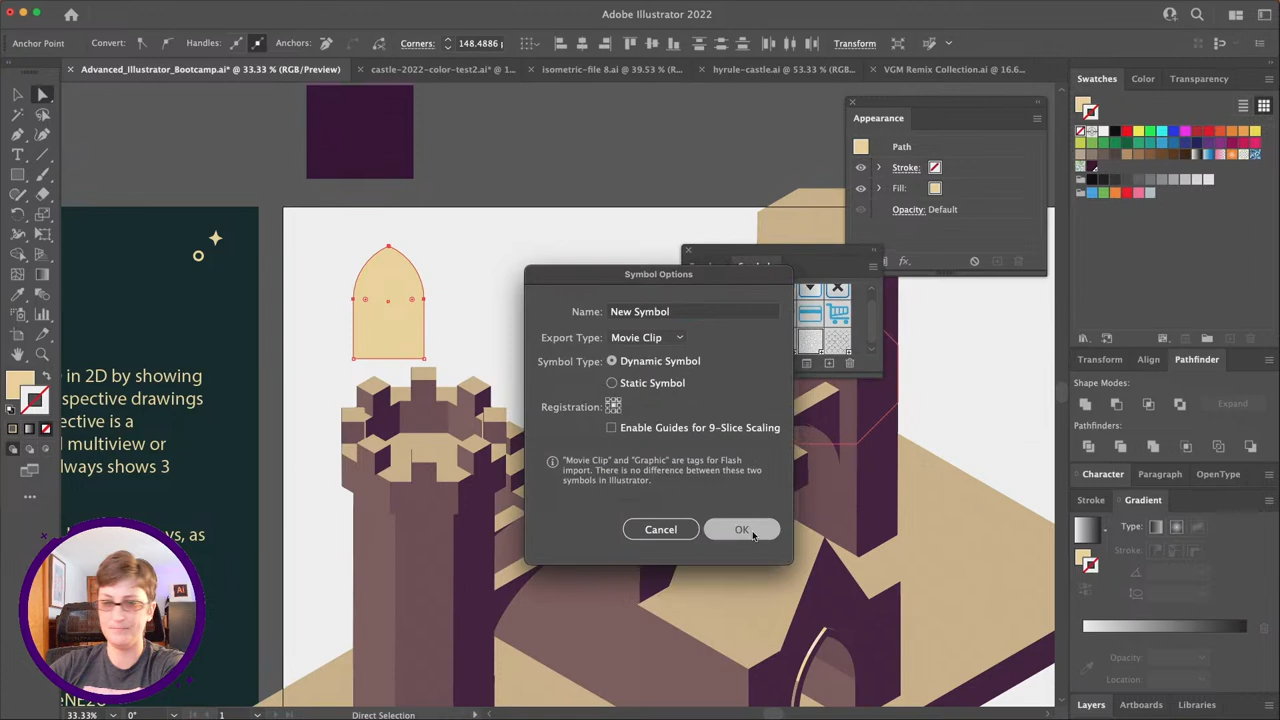 Adobe Illustrator 2022
Anchor Point
Convert:
Handles:
Anchors:
Corners:
148.4886 p
Transform
Advanced_Illustrator_Bootcamp.ai* @ 33.33 % (RGB/Preview)
castle-2022-color-test2.ai* @ 1...
isometric-file 8.ai @ 39.53 % (R...
hyrule-castle.ai @ 53.33 % (RGB...
VGM Remix Collection.ai @ 16.6...
Swatches
Color
Transparency
Appearance
Path
Stroke:
Fill:
Opacity: Default
fx
Symbol Options
Name: New Symbol
Export Type: Movie Clip
Symbol Type: Dynamic Symbol
Static Symbol
Registration:
Enable Guides for 9-Slice Scaling
"Movie Clip" and "Graphic" are tags for Flash
import. There is no difference between these two
symbols in Illustrator.
Cancel
OK
Transform
Align
Pathfinder
Shape Modes:
Expand
Pathfinders:
Character
Paragraph
OpenType
Stroke
Gradient
Type:
Stroke:
Opacity:
Location:
Layers
Artboards
Libraries
e in 2D by showing
spective drawings
ective is a
d multiview or
lways shows 3
ys, as
Ai
eNE2C
33.33%
0°
1
Direct Selection